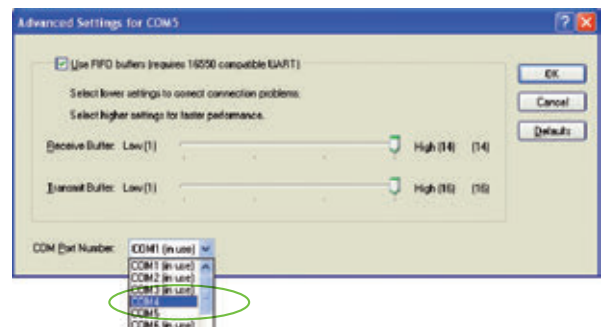 Advanced Settings for COM5
Use FIFO buffers (requires 16550 compatible UART)
OK
Select lower settings to correct connection problems.
Cancel
Select higher settings for faster performance.
Defaults
Receive Buffer: Low (1) High (14) (14)
Transmit Buffer: Low (1) High (16) (16)
COM Port Number: COM1 (in use)
COM1 (in use)
COM2 (in use)
COM3 (in use)
COM4
COM5
COM6 (in use)